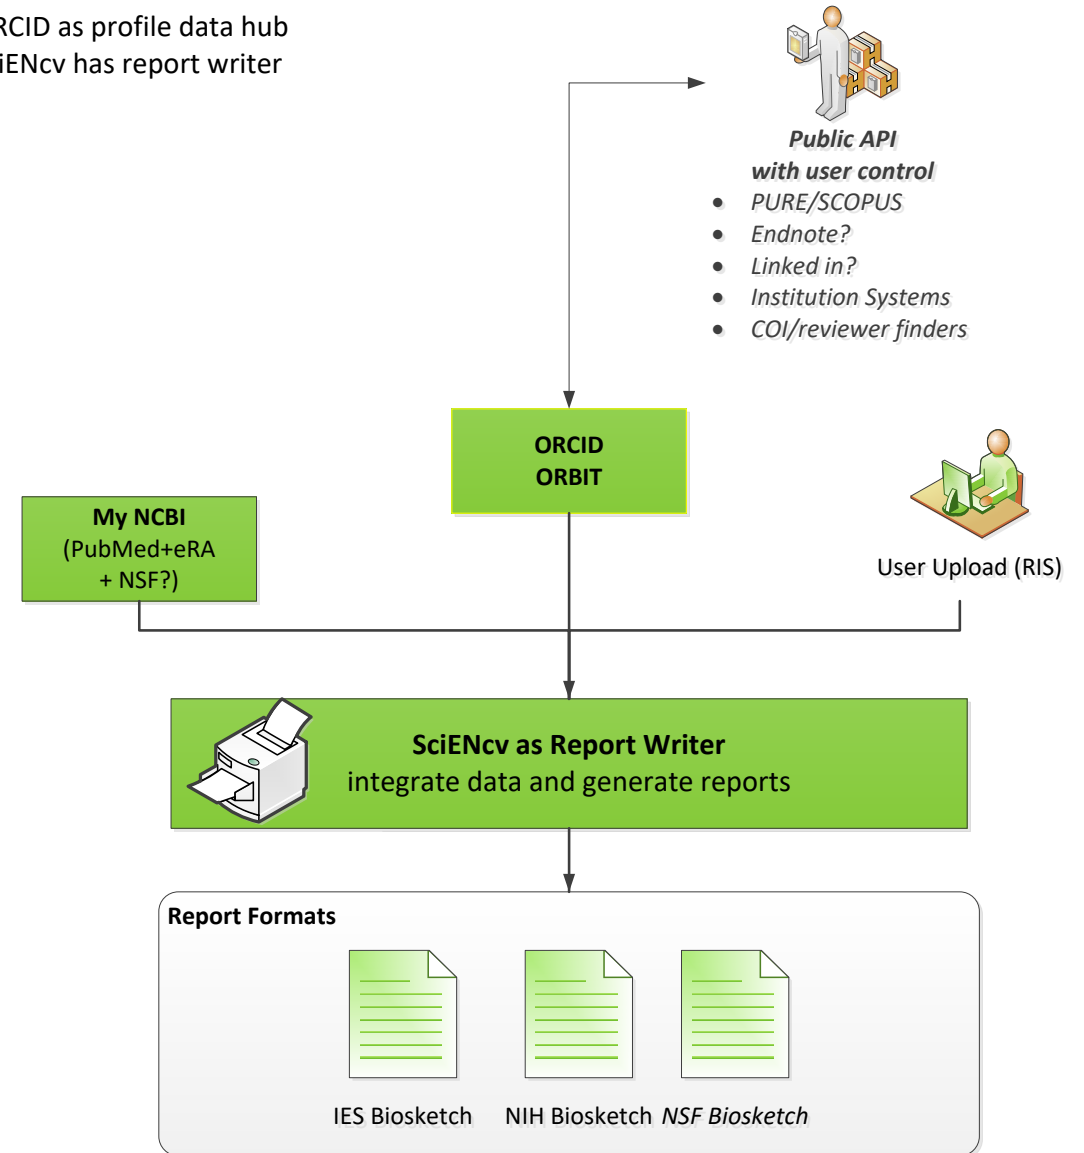 RCID as profile data hub
iENcv has report writer
Public API
with user control
• PURE/SCOPUS
• Endnote?
• Linked in?
• Institution Systems
• COI/reviewer finders
ORCID
ORBIT
My NCBI
(PubMed+eRA
+ NSF?)
User Upload (RIS)
SciENcv as Report Writer
integrate data and generate reports
Report Formats
IES Biosketch
NIH Biosketch
NSF Biosketch